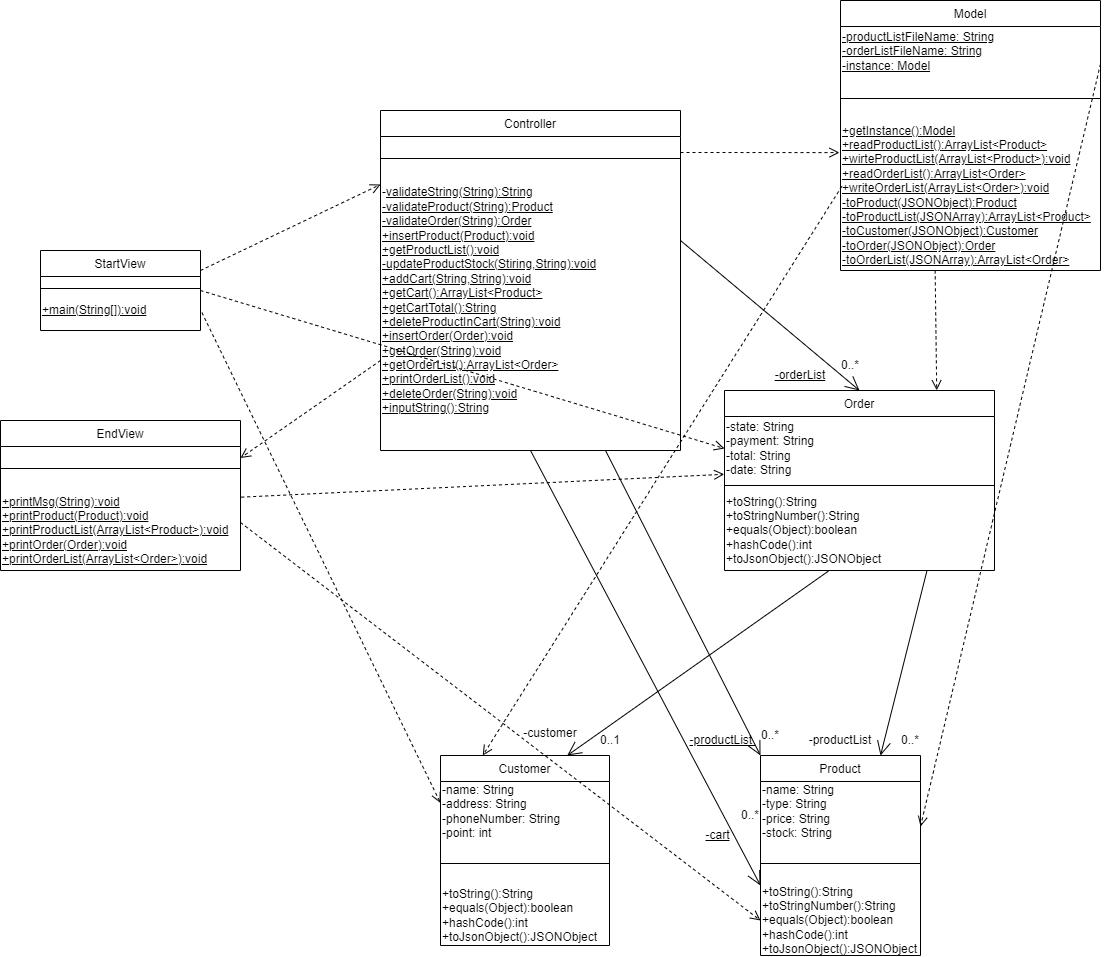 Model
-productListFileName: String
-orderListFileName: String
-instance: Model
+getInstance():Model
+readProductList():ArrayList<Product>
+wirteProductList(ArrayList<Product>):void
+readOrderList():ArrayList<Order>
+writeOrderList(ArrayList<Order>):void
-toProduct(JSONObject):Product
-toProductList(JSONArray):ArrayList<Product>
-toCustomer(JSONObject):Customer
-toOrder(JSONObject):Order
-toOrderList(JSONArray):ArrayList<Order>
Controller
-validateString(String):String
-validateProduct(String):Product
-validateOrder(String):Order
+insertProduct(Product):void
+getProductList():void
-updateProductStock(Stiring,String):void
+addCart(String,String):void
+getCart():ArrayList<Product>
+getCartTotal():String
+deleteProductInCart(String):void
+insertOrder(Order):void
+getOrder(String):void
+getOrderList():ArrayList<Order>
+printOrderList():void
+deleteOrder(String):void
+inputString():String
StartView
+main(String[]):void
EndView
+printMsg(String):void
+printProduct(Product):void
+printProductList(ArrayList<Product>):void
+printOrder(Order):void
+printOrderList(ArrayList<Order>):void
0..*
-orderList
Order
-state: String
-payment: String
-total: String
-date: String
+toString():String
+toStringNumber():String
+equals(Object):boolean
+hashCode():int
+toJsonObject():JSONObject
-customer
0..1
-productList
0..*
-productList
0..*
Customer
-name: String
-address: String
-phoneNumber: String
-point: int
+toString():String
+equals(Object):boolean
+hashCode():int
+toJsonObject():JSONObject
0..*
-cart
Product
-name: String
-type: String
-price: String
-stock: String
+toString():String
+toStringNumber():String
+equals(Object):boolean
+hashCode():int
+toJsonObject():JSONObject